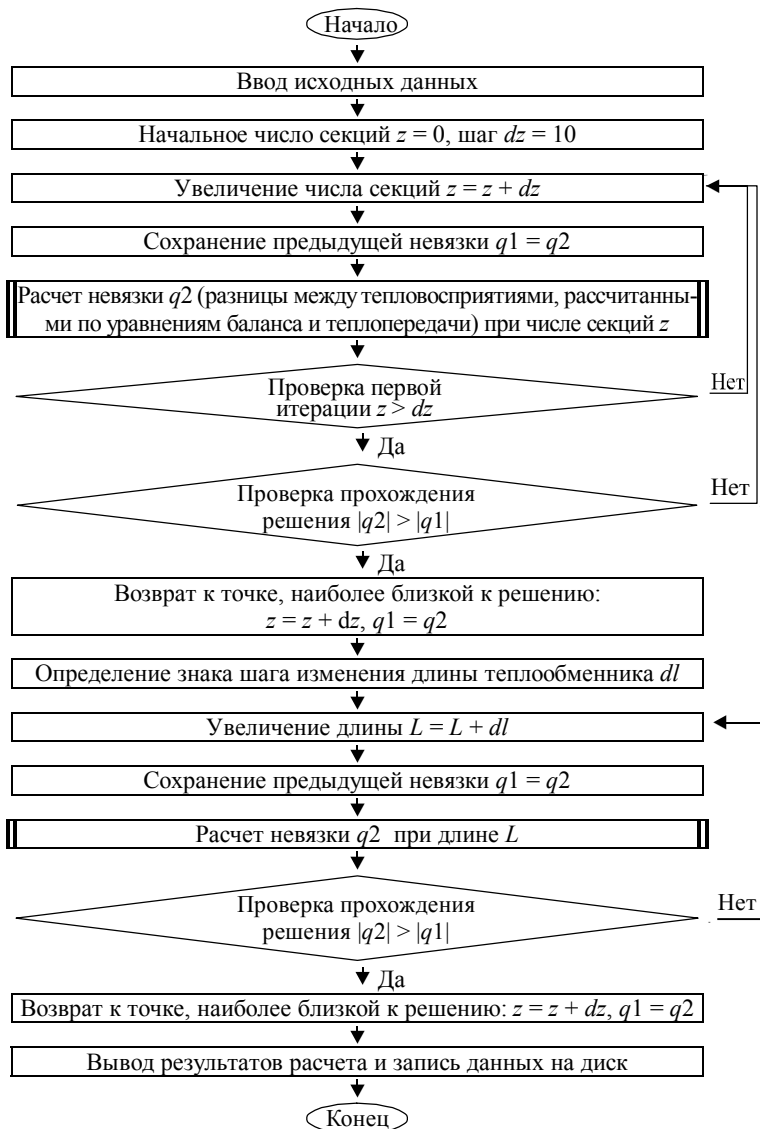 Начало
Ввод исходных данных
Начальное число секций z = 0, шаг dz = 10
Увеличение числа секций z = z + dz
Сохранение предыдущей невязки q1 = q2
Расчет невязки q2 (разницы между тепловосприятиями, рассчитанны-
ми по уравнениям баланса и теплопередачи) при числе секций z
Проверка первой
итерации z > dz
Нет
Да
Проверка прохождения
решения |q2| > |q1|
Нет
Да
Возврат к точке, наиболее близкой к решению:
z = z + dz, q1 = q2
Определение знака шага изменения длины теплообменника dl
Увеличение длины L = L + dl
Сохранение предыдущей невязки q1 = q2
Расчет невязки q2 при длине L
Проверка прохождения
решения |q2| > |q1|
Нет
Да
Возврат к точке, наиболее близкой к решению: z = z + dz, q1 = q2
Вывод результатов расчета и запись данных на диск
Конец